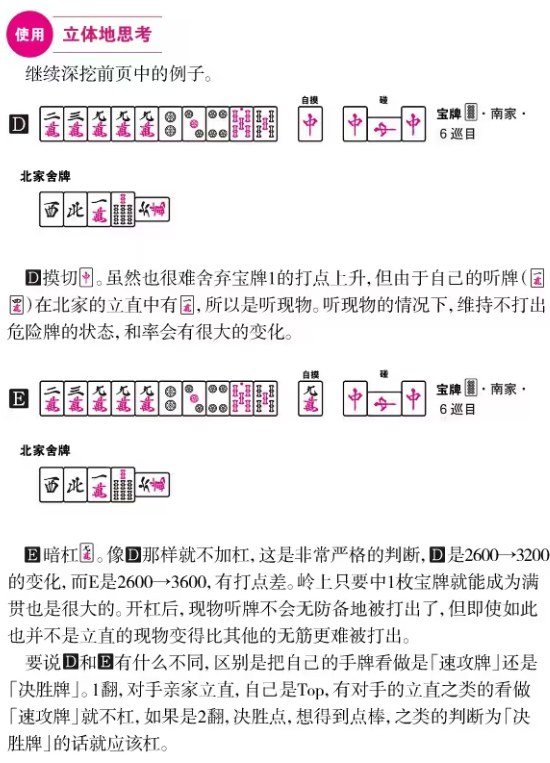 使用 立体地思考
继续深挖前页中的例子。
自摸 碰
D 二萬 三萬 九萬 九萬 九萬 中 中 中 宝牌·南家·
6巡目
北家舍牌
西 北 一萬
D摸切中。虽然也很难舍弃宝牌1的打点上升,但由于自己的听牌(一萬
四萬)在北家的立直中有一萬,所以是听现物。听现物的情况下,维持不打出
危险牌的状态,和率会有很大的变化。
自摸 碰
E 二萬 三萬 九萬 九萬 九萬 九萬 中 中 中 宝牌·南家·
6巡目
北家舍牌
西 北 一萬
E暗杠九萬。像D那样就不加杠,这是非常严格的判断,D是2600→3200
的变化,而E是2600→3600,有打点差。岭上只要中1枚宝牌就能成为满
贯也是很大的。开杠后,现物听牌不会无防备地被打出了,但即使如此
也并不是立直的现物变得比其他的无筋更难被打出。
要说D和E有什么不同,区别是把自己的手牌看做是「速攻牌」还是
「决胜牌」。1翻,对手亲家立直,自己是Top,有对手的立直之类的看做
「速攻牌」就不杠,如果是2翻,决胜点,想得到点棒,之类的判断为「决
胜牌」的话就应该杠。